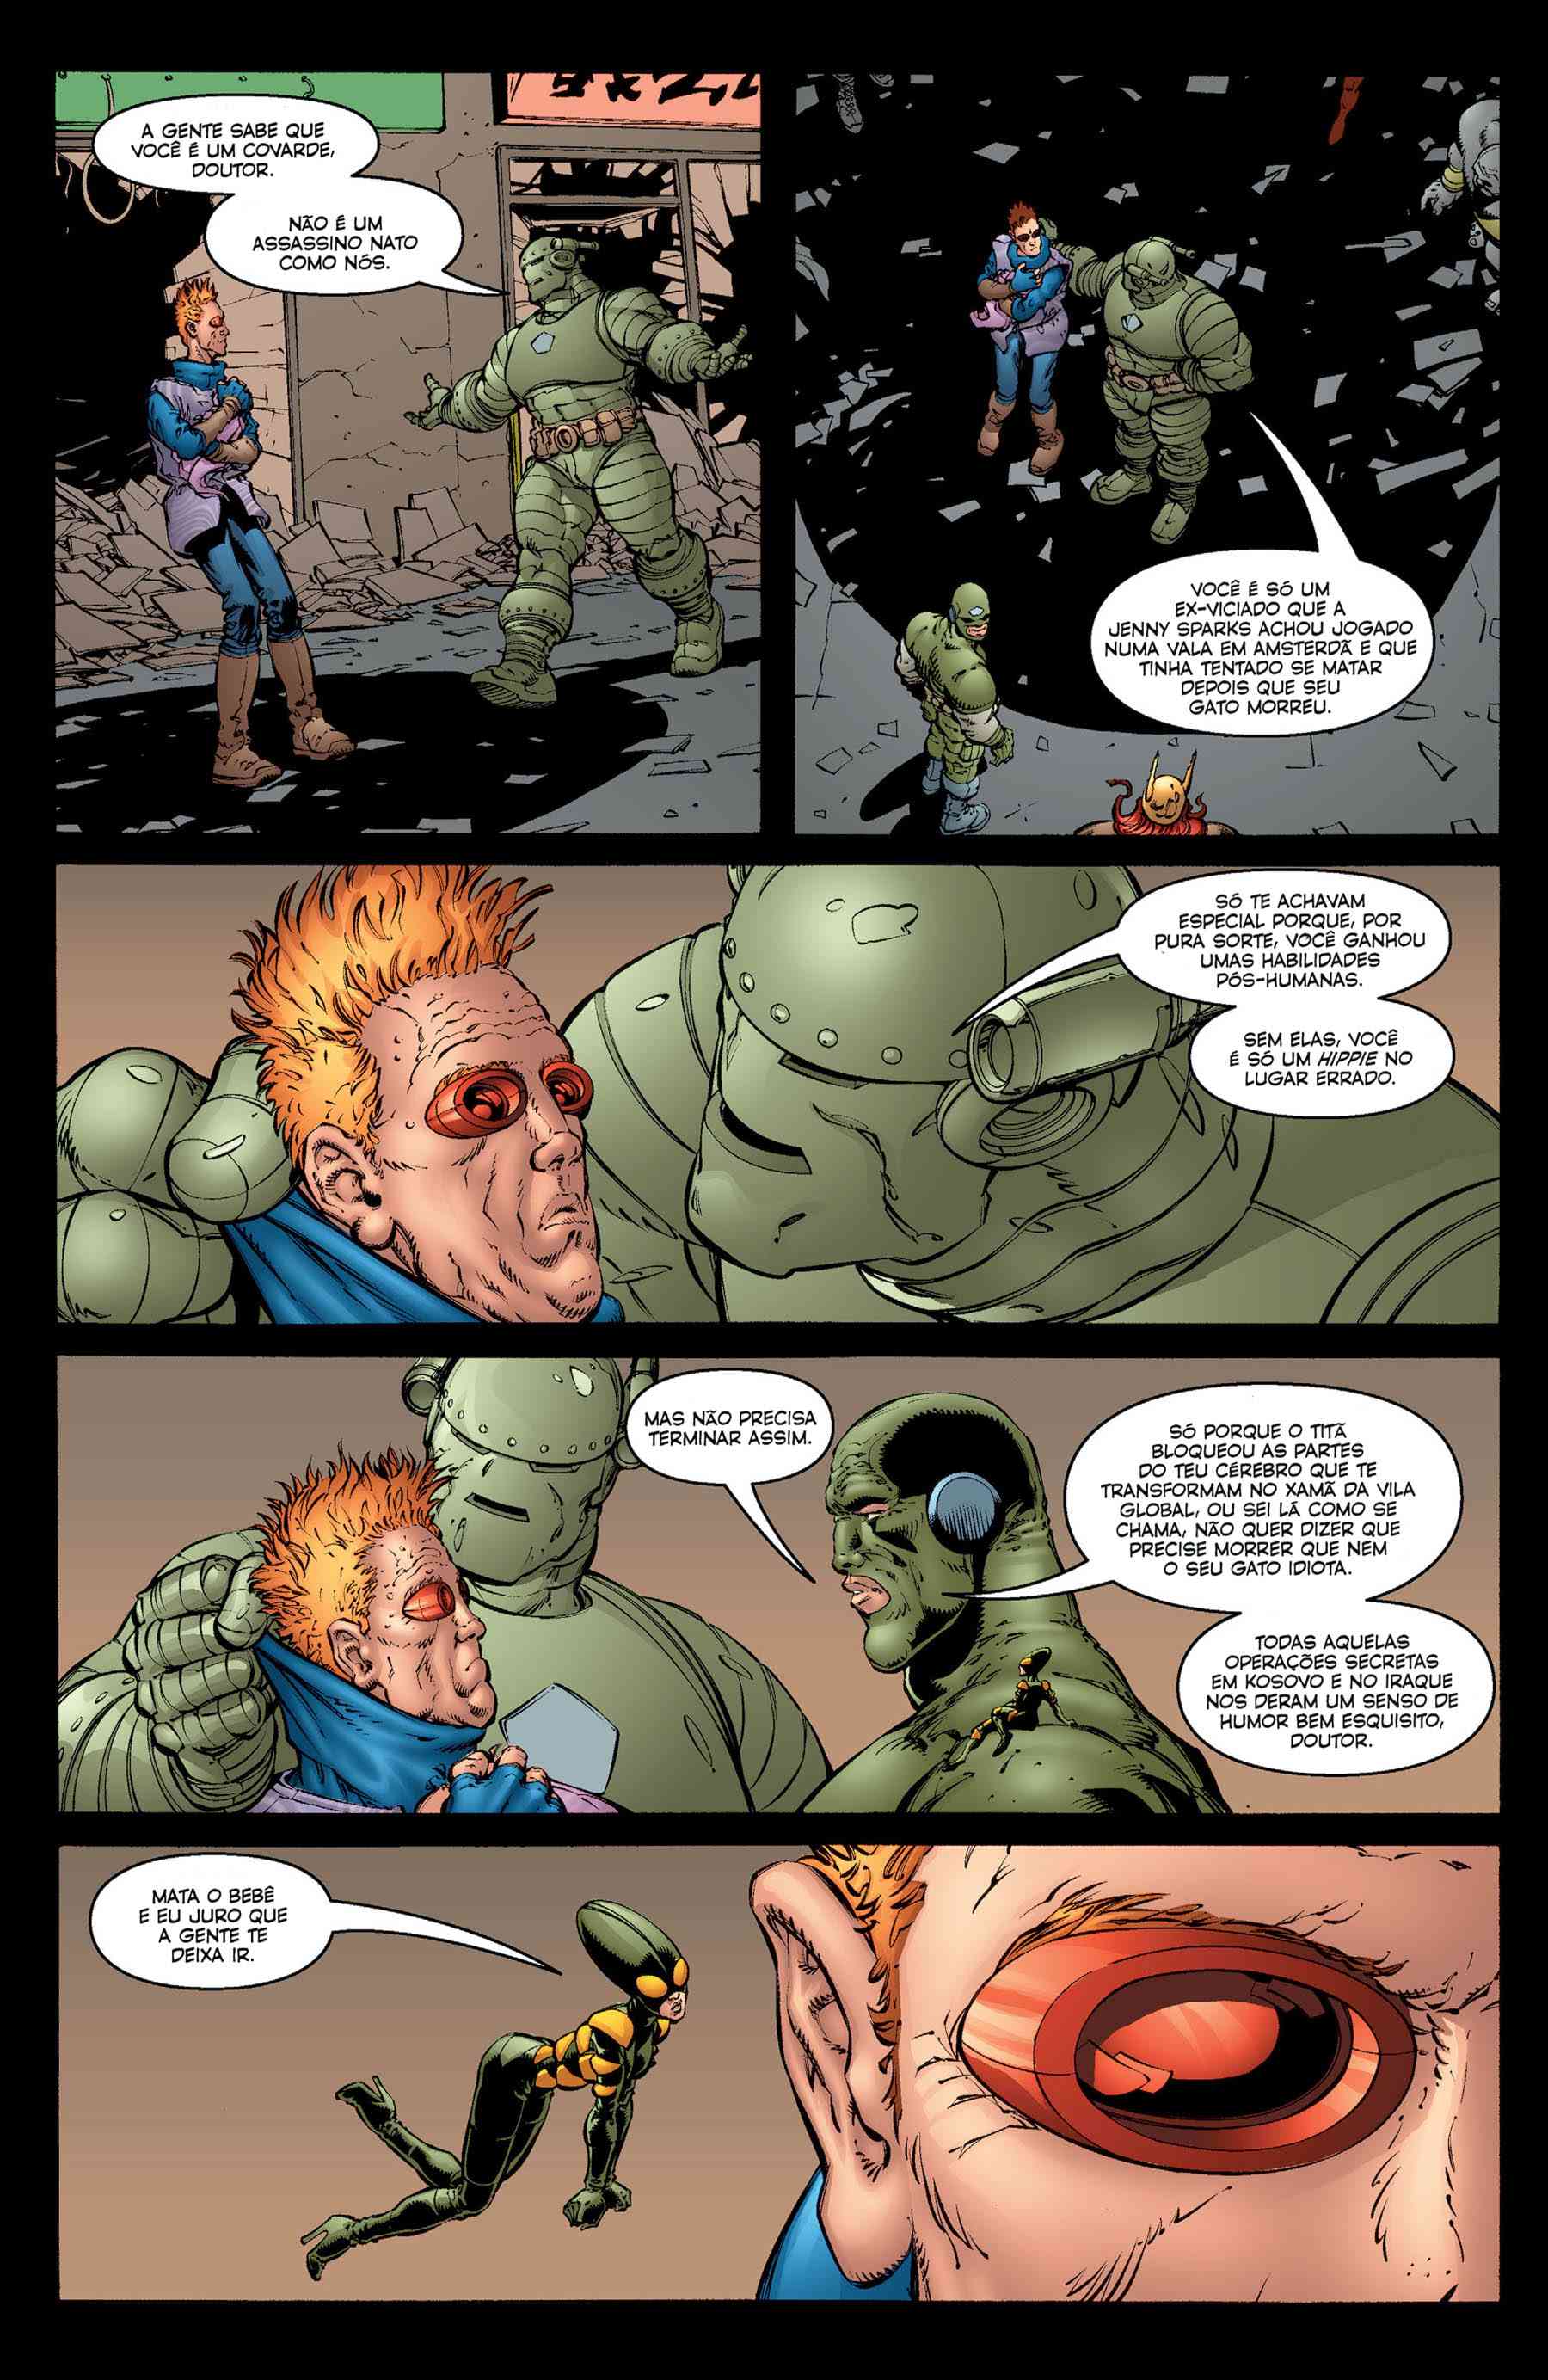 A GENTE SABE QUE
VOCÊ É UM COVARDE,
DOUTOR.
NÃO É UM
ASSASSINO NATO
COMO NÓS.
VOCÊ É SÓ UM
EX-VICIADO QUE A
JENNY SPARKS ACHOU JOGADO
NUMA VALA EM AMSTERDÃ E QUE
TINHA TENTADO SE MATAR
DEPOIS QUE SEU
GATO MORREU.
SÓ TE ACHAVAM
ESPECIAL PORQUE, POR
PURA SORTE, VOCÊ GANHOU
UMAS HABILIDADES
PÓS-HUMANAS.
SEM ELAS, VOCÊ
É SÓ UM HIPPIE NO
LUGAR ERRADO.
MAS NÃO PRECISA
TERMINAR ASSIM.
SÓ PORQUE O TITÃ
BLOQUEOU AS PARTES
DO TEU CÉREBRO QUE TE
TRANSFORMAM NO XAMÃ DA VILA
GLOBAL, OU SEI LÁ COMO SE
CHAMA, NÃO QUER DIZER QUE
PRECISE MORRER QUE NEM
O SEU GATO IDIOTA.
TODAS AQUELAS
OPERAÇÕES SECRETAS
EM KOSOVO E NO IRAQUE
NOS DERAM UM SENSO DE
HUMOR BEM ESQUISITO,
DOUTOR.
MATA O BEBÊ
E EU JURO QUE
A GENTE TE
DEIXA IR.